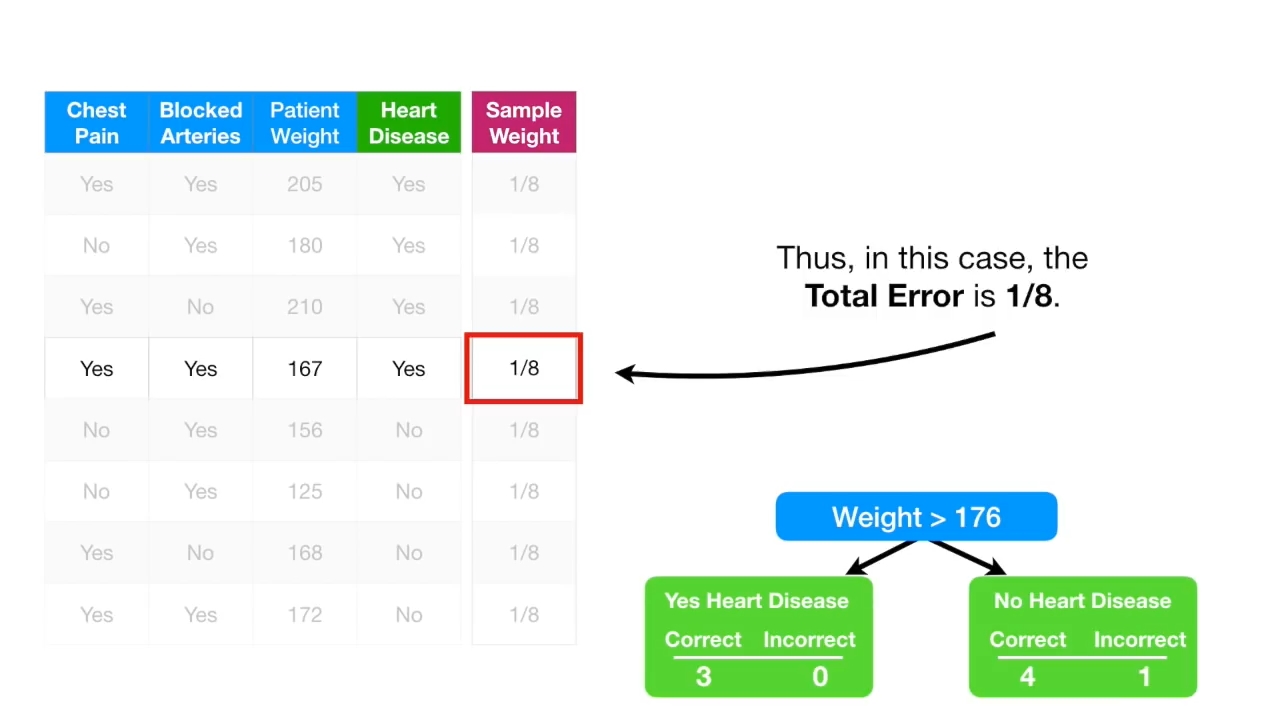 Chest Pain Blocked Arteries Patient Weight Heart Disease Sample Weight
Yes Yes 205 Yes 1/8
No Yes 180 Yes 1/8
Yes No 210 Yes 1/8
Yes Yes 167 Yes 1/8
No Yes 156 No 1/8
No Yes 125 No 1/8
Yes No 168 No 1/8
Yes Yes 172 No 1/8
Thus, in this case, the
Total Error is 1/8.
Weight > 176
Yes Heart Disease
Correct Incorrect
3 0
No Heart Disease
Correct Incorrect
4 1